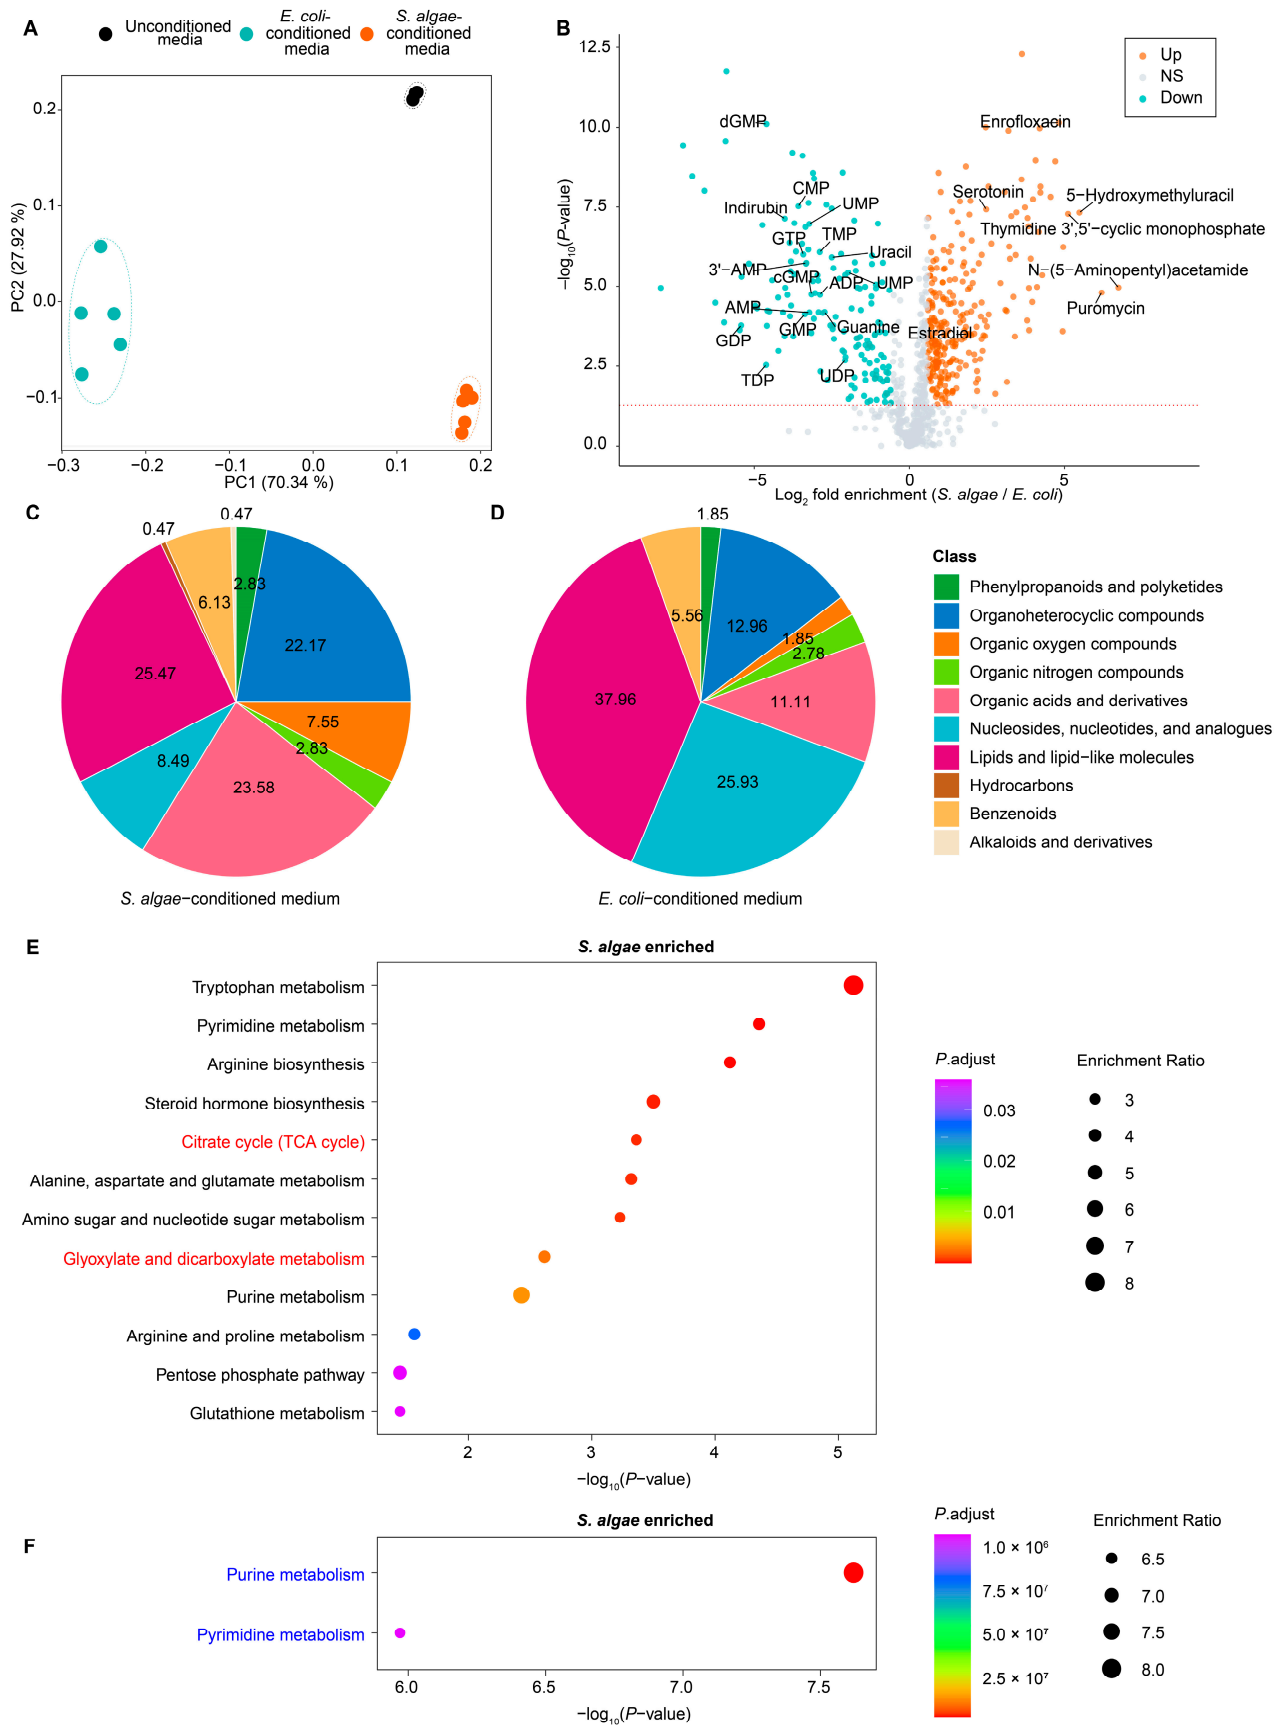 A
Unconditioned
media
E. coli-
conditioned
media
S. algae-
conditioned
media
PC2 (27.92 %)
0.2
0.1
0.0
−0.1
−0.3
−0.2
−0.1
0.0
0.1
0.2
PC1 (70.34 %)
B
−log10(P-value)
12.5
10.0
7.5
5.0
2.5
0.0
Up
NS
Down
dGMP
Enrofloxacin
CMP
Serotonin
5−Hydroxymethyluracil
Indirubin
UMP
Thymidine 3',5'−cyclic monophosphate
GTP
TMP
Uracil
3'−AMP
cGMP
ADP
UMP
N−(5−Aminopentyl)acetamide
AMP
Puromycin
GMP
Guanine
Estradiol
GDP
TDP
UDP
−5
0
5
Log2 fold enrichment (S. algae / E. coli)
C
0.47
0.47
2.83
6.13
22.17
25.47
7.55
2.83
8.49
23.58
S. algae−conditioned medium
D
1.85
5.56
12.96
1.85
2.78
37.96
11.11
25.93
E. coli−conditioned medium
Class
Phenylpropanoids and polyketides
Organoheterocyclic compounds
Organic oxygen compounds
Organic nitrogen compounds
Organic acids and derivatives
Nucleosides, nucleotides, and analogues
Lipids and lipid−like molecules
Hydrocarbons
Benzenoids
Alkaloids and derivatives
E
S. algae enriched
Tryptophan metabolism
Pyrimidine metabolism
Arginine biosynthesis
Steroid hormone biosynthesis
Citrate cycle (TCA cycle)
Alanine, aspartate and glutamate metabolism
Amino sugar and nucleotide sugar metabolism
Glyoxylate and dicarboxylate metabolism
Purine metabolism
Arginine and proline metabolism
Pentose phosphate pathway
Glutathione metabolism
2
3
4
5
−log10(P−value)
P.adjust
0.03
0.02
0.01
Enrichment Ratio
3
4
5
6
7
8
F
S. algae enriched
Purine metabolism
Pyrimidine metabolism
6.0
6.5
7.0
7.5
−log10(P−value)
P.adjust
1.0 × 10⁶
7.5 × 10⁷
5.0 × 10⁷
2.5 × 10⁷
Enrichment Ratio
6.5
7.0
7.5
8.0